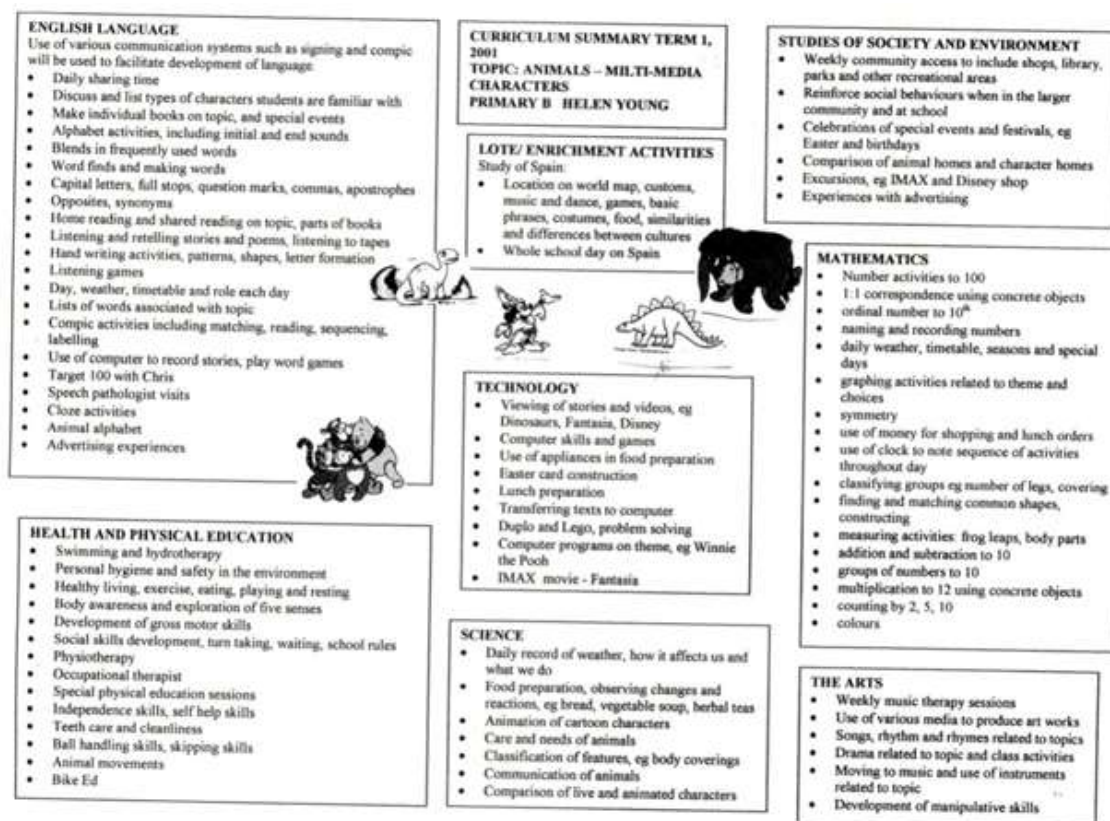 ENGLISH LANGUAGE
Use of various communication systems such as signing and compic
will be used to facilitate development of language
• Daily sharing time
• Discuss and list types of characters students are familiar with
• Make individual books on topic, and special events
• Alphabet activities, including initial and end sounds
• Blends in frequently used words
• Word finds and making words
• Capital letters, full stops, question marks, commas, apostrophes
• Opposites, synonyms
• Home reading and shared reading on topic, parts of books
• Listening and retelling stories and poems, listening to tapes
• Hand writing activities, patterns, shapes, letter formation
• Listening games
• Day, weather, timetable and role each day
• Lists of words associated with topic
• Compic activities including matching, reading, sequencing,
labelling
• Use of computer to record stories, play word games
• Target 100 with Chris
• Speech pathologist visits
• Cloze activities
• Animal alphabet
• Advertising experiences
HEALTH AND PHYSICAL EDUCATION
• Swimming and hydrotherapy
• Personal hygiene and safety in the environment
• Healthy living, exercise, eating, playing and resting
• Body awareness and exploration of five senses
• Development of gross motor skills
• Social skills development, turn taking, waiting, school rules
• Physiotherapy
• Occupational therapist
• Special physical education sessions
• Independence skills, self help skills
• Teeth care and cleanliness
• Ball handling skills, skipping skills
• Animal movements
• Bike Ed
CURRICULUM SUMMARY TERM 1,
2001
TOPIC: ANIMALS – MILTI-MEDIA
CHARACTERS
PRIMARY B HELEN YOUNG
LOTE/ ENRICHMENT ACTIVITIES
Study of Spain:
• Location on world map, customs,
music and dance, games, basic
phrases, costumes, food, similarities
and differences between cultures
• Whole school day on Spain
TECHNOLOGY
• Viewing of stories and videos, eg
Dinosaurs, Fantasia, Disney
• Computer skills and games
• Use of appliances in food preparation
• Easter card construction
• Lunch preparation
• Transferring texts to computer
• Duplo and Lego, problem solving
• Computer programs on theme, eg Winnie
the Pooh
• IMAX movie - Fantasia
SCIENCE
• Daily record of weather, how it affects us and
what we do
• Food preparation, observing changes and
reactions, eg bread, vegetable soup, herbal teas
• Animation of cartoon characters
• Care and needs of animals
• Classification of features, eg body coverings
• Communication of animals
• Comparison of live and animated characters
STUDIES OF SOCIETY AND ENVIRONMENT
• Weekly community access to include shops, library,
parks and other recreational areas
• Reinforce social behaviours when in the larger
community and at school
• Celebrations of special events and festivals, eg
Easter and birthdays
• Comparison of animal homes and character homes
• Excursions, eg IMAX and Disney shop
• Experiences with advertising
MATHEMATICS
• Number activities to 100
• 1:1 correspondence using concrete objects
• ordinal number to 10th
• naming and recording numbers
• daily weather, timetable, seasons and special
days
• graphing activities related to theme and
choices
• symmetry
• use of money for shopping and lunch orders
• use of clock to note sequence of activities
throughout day
• classifying groups eg number of legs, covering
• finding and matching common shapes,
constructing
• measuring activities: frog leaps, body parts
• addition and subtraction to 10
• groups of numbers to 10
• multiplication to 12 using concrete objects
• counting by 2, 5, 10
• colours
THE ARTS
• Weekly music therapy sessions
• Use of various media to produce art works
• Songs, rhythm and rhymes related to topics
• Drama related to topic and class activities
• Moving to music and use of instruments
related to topic
• Development of manipulative skills